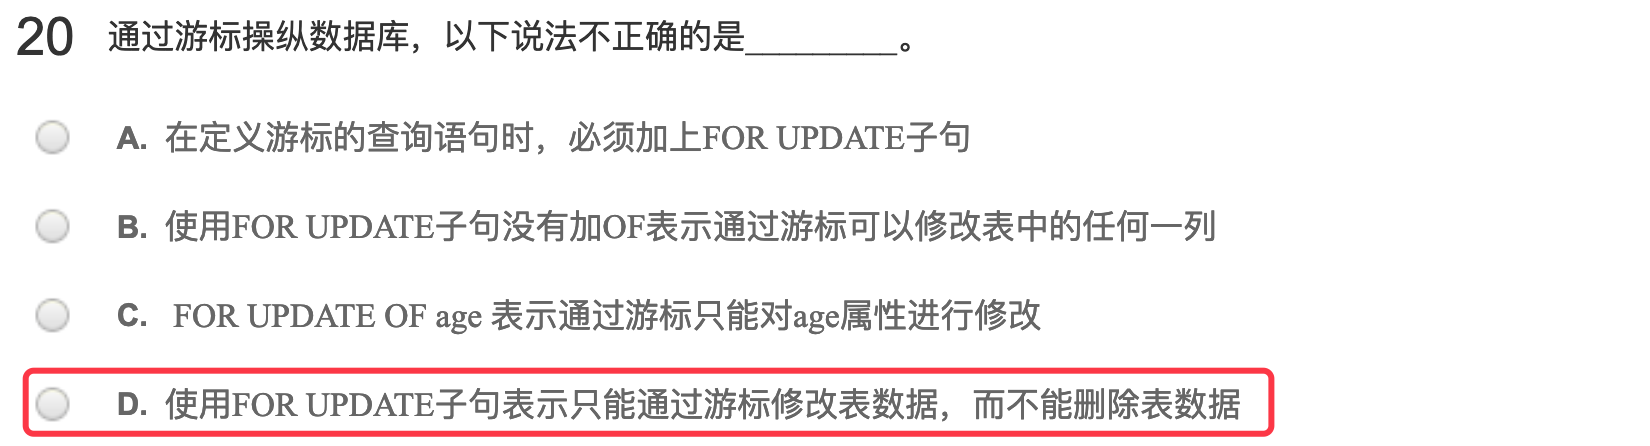 20 通过游标操纵数据库，以下说法不正确的是_________。
A. 在定义游标的查询语句时，必须加上FOR UPDATE子句
B. 使用FOR UPDATE子句没有加OF表示通过游标可以修改表中的任何一列
C. FOR UPDATE OF age 表示通过游标只能对age属性进行修改
D. 使用FOR UPDATE子句表示只能通过游标修改表数据，而不能删除表数据